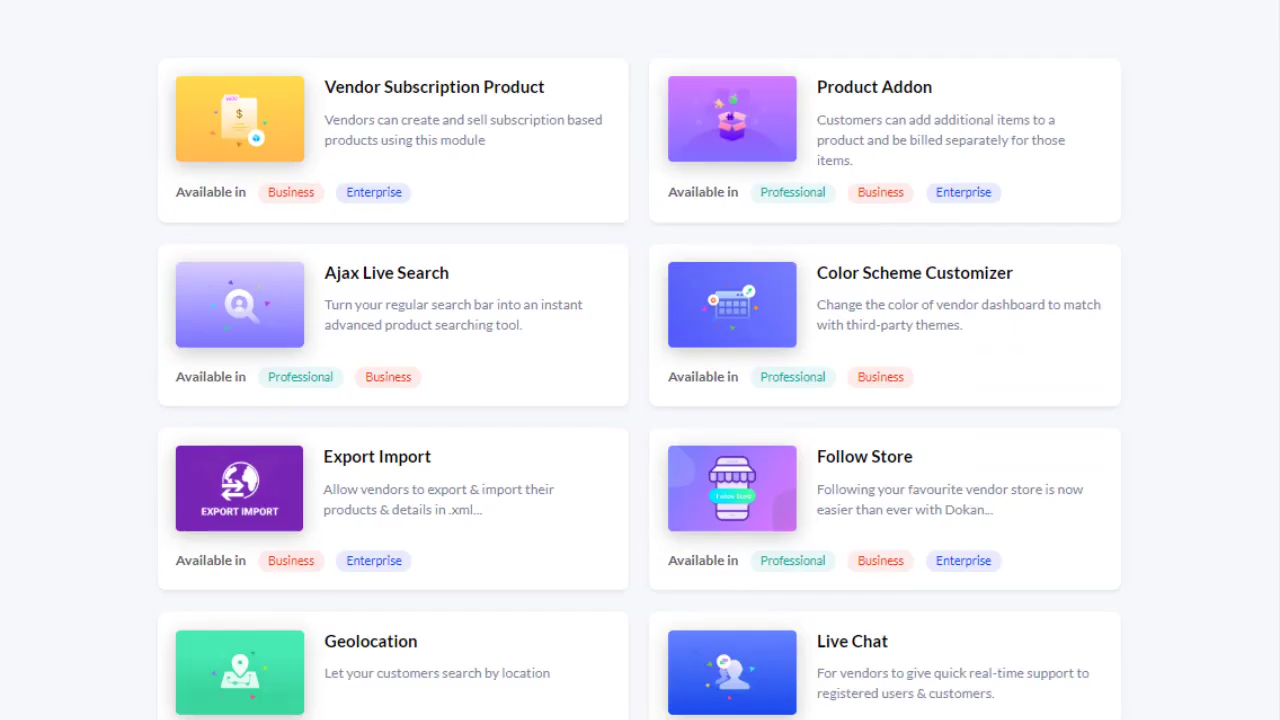 Vendor Subscription Product
Vendors can create and sell subscription based
products using this module
Available in Business Enterprise
Product Addon
Customers can add additional items to a
product and be billed separately for those
items.
Available in Professional Business Enterprise
Ajax Live Search
Turn your regular search bar into an instant
advanced product searching tool.
Available in Professional Business
Color Scheme Customizer
Change the color of vendor dashboard to match
with third-party themes.
Available in Professional Business
EXPORT IMPORT
Export Import
Allow vendors to export & import their
products & details in .xml...
Available in Business Enterprise
Follow Store
Follow Store
Following your favourite vendor store is now
easier than ever with Dokan...
Available in Professional Business Enterprise
Geolocation
Let your customers search by location
Live Chat
For vendors to give quick real-time support to
registered users & customers.